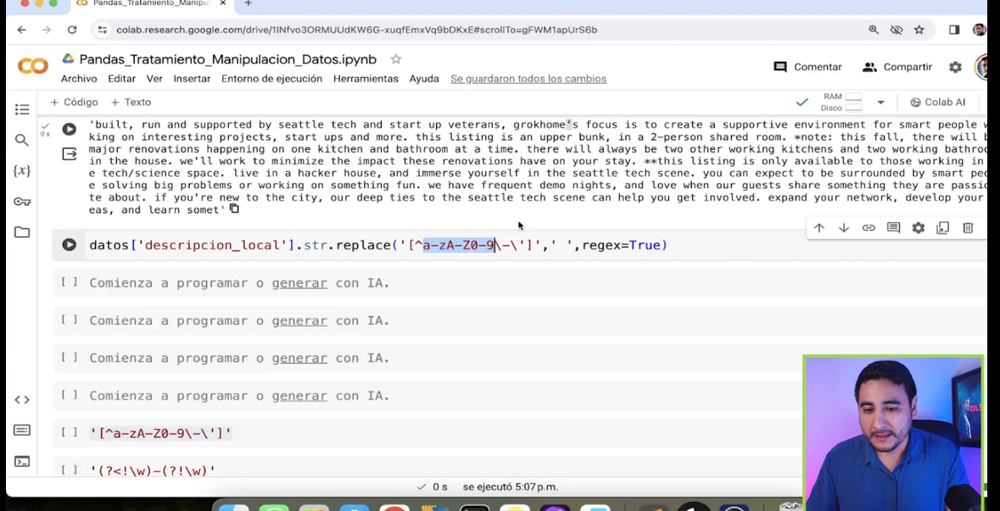 Pandas_Tratamiento_Manipul
colab.research.google.com/drive/1INfvo3ORMUUdKW6G-xuqfEmxVq9bDKxE#scrollTo=gFWM1apUrS6b
Pandas_Tratamiento_Manipulacion_Datos.ipynb
Comentar
Compartir
Archivo Editar Ver Insertar Entorno de ejecución Herramientas Ayuda Se guardaron todos los cambios
+ Código + Texto
RAM
Disco
Colab AI
0 s
'built, run and supported by seattle tech and start up veterans, grokhome's focus is to create a supportive environment for smart people w
king on interesting projects, start ups and more. this listing is an upper bunk, in a 2-person shared room. *note: this fall, there will b
major renovations happening on one kitchen and bathroom at a time. there will always be two other working kitchens and two working bathroo
in the house. we'll work to minimize the impact these renovations have on your stay. **this listing is only available to those working in
e tech/science space. live in a hacker house, and immerse yourself in the seattle tech scene. you can expect to be surrounded by smart peo
e solving big problems or working on something fun. we have frequent demo nights, and love when our guests share something they are passio
te about. if you're new to the city, our deep ties to the seattle tech scene can help you get involved. expand your network, develop your
eas, and learn somet'
datos['descripcion_local'].str.replace('[^a-zA-Z0-9\-\']',' ',regex=True)
[ ] Comienza a programar o generar con IA.
[ ] Comienza a programar o generar con IA.
[ ] Comienza a programar o generar con IA.
[ ] Comienza a programar o generar con IA.
[ ] '[^a-zA-Z0-9\-\']'
[ ] '(?<!\w)-(?!\w)'
0 s se ejecutó 5:07 p.m.